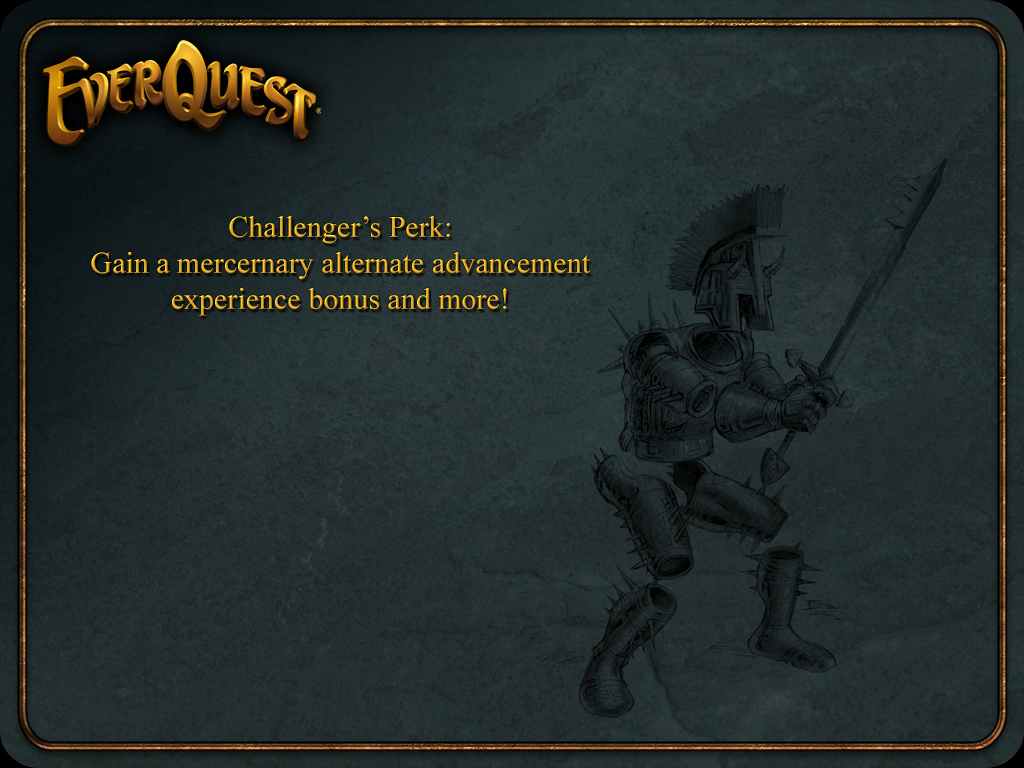 EVERQUEST®
Challenger's Perk:
Gain a mercernary alternate advancement
experience bonus and more!